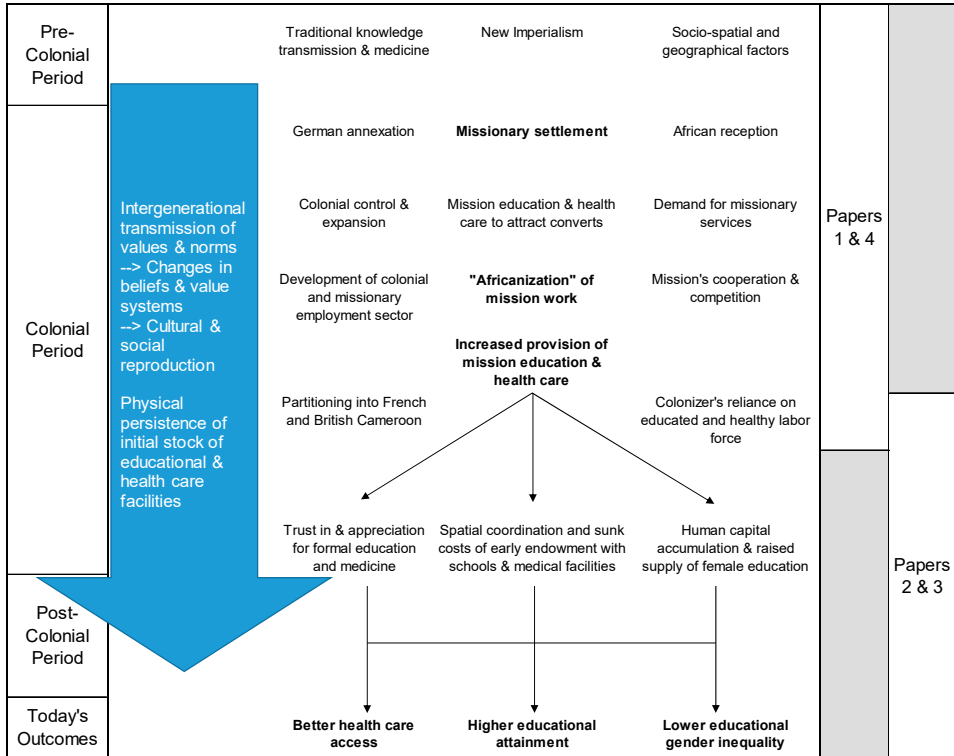 Pre-
Colonial
Period
Traditional knowledge
transmission & medicine
New Imperialism
Socio-spatial and
geographical factors
German annexation
Missionary settlement
African reception
Intergenerational
transmission of
values & norms
--> Changes in
beliefs & value
systems
--> Cultural &
social
reproduction
Physical
persistence of
initial stock of
educational &
health care
facilities
Colonial
Period
Colonial control &
expansion
Mission education & health
care to attract converts
Demand for missionary
services
Development of colonial
and missionary
employment sector
"Africanization" of
mission work
Mission's cooperation &
competition
Increased provision of
mission education &
health care
Partitioning into French
and British Cameroon
Colonizer's reliance on
educated and healthy labor
force
Trust in & appreciation
for formal education
and medicine
Spatial coordination and sunk
costs of early endowment with
schools & medical facilities
Human capital
accumulation & raised
supply of female education
Papers
1 & 4
Papers
2 & 3
Post-
Colonial
Period
Today's
Outcomes
Better health care
access
Higher educational
attainment
Lower educational
gender inequality